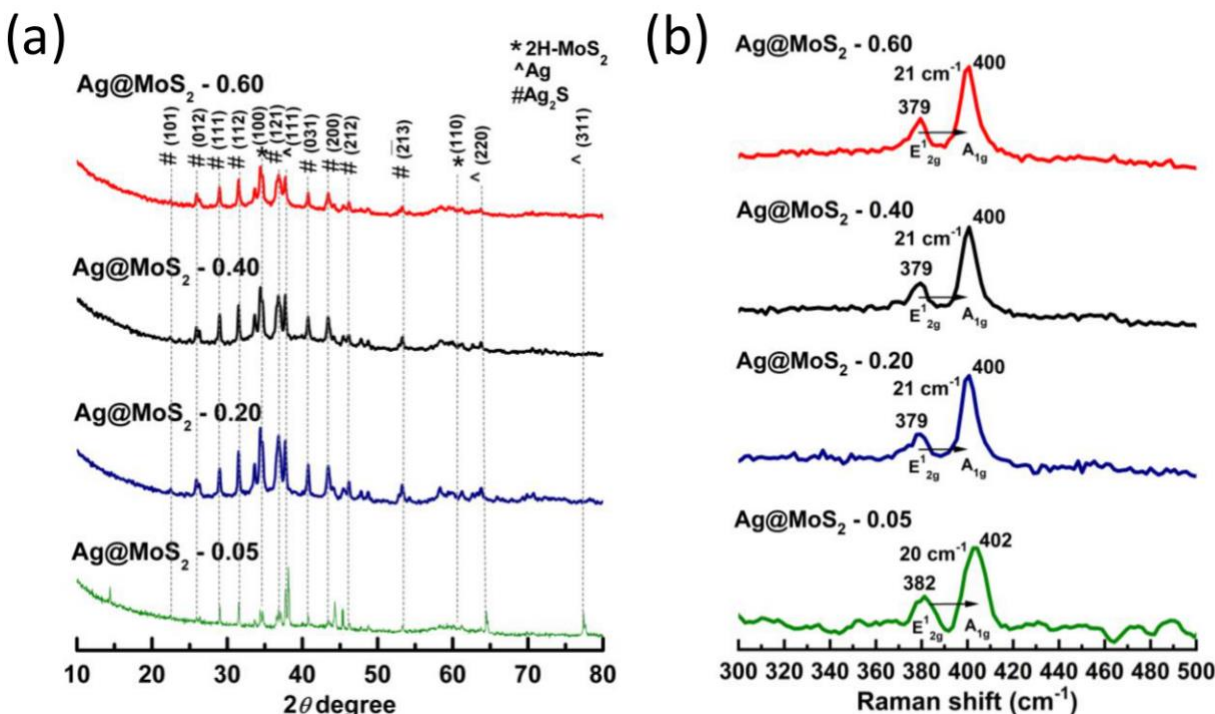 (a)
* 2H-MoS₂
^Ag
#Ag₂S
Ag@MoS₂ - 0.60
# (101)
# (012)
# (111)
# (112)
* (100)
# (121)
^ (111)
# (031)
# (200)
# (212)
# (2̅13)
* (110)
^ (220)
^ (311)
Ag@MoS₂ - 0.40
Ag@MoS₂ - 0.20
Ag@MoS₂ - 0.05
10 20 30 40 50 60 70 80
2θ degree
(b)
Ag@MoS₂ - 0.60
400
21 cm⁻¹
379
E¹₂g A₁g
Ag@MoS₂ - 0.40
400
21 cm⁻¹
379
E¹₂g A₁g
Ag@MoS₂ - 0.20
400
21 cm⁻¹
379
E¹₂g A₁g
Ag@MoS₂ - 0.05
402
20 cm⁻¹
382
E¹₂g A₁g
300 320 340 360 380 400 420 440 460 480 500
Raman shift (cm⁻¹)